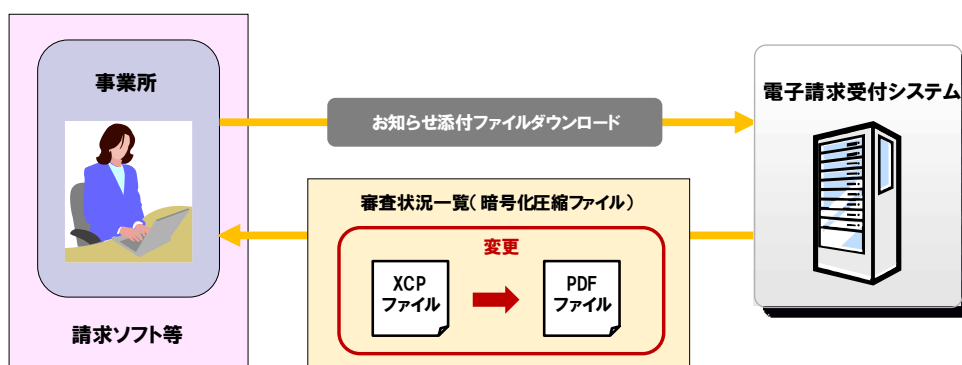 事業所
請求ソフト等
お知らせ添付ファイルダウンロード
審査状況一覧(暗号化圧縮ファイル)
変更
XCP
ファイル
PDF
ファイル
電子請求受付システム